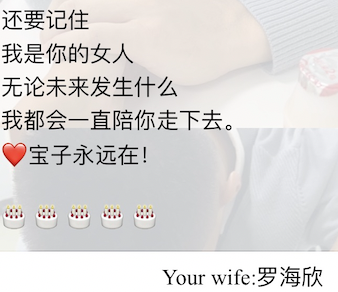 还要记住
我是你的女人
无论未来发生什么
我都会一直陪你走下去。
❤️宝子永远在！
🎂🎂🎂🎂🎂
Your wife:罗海欣